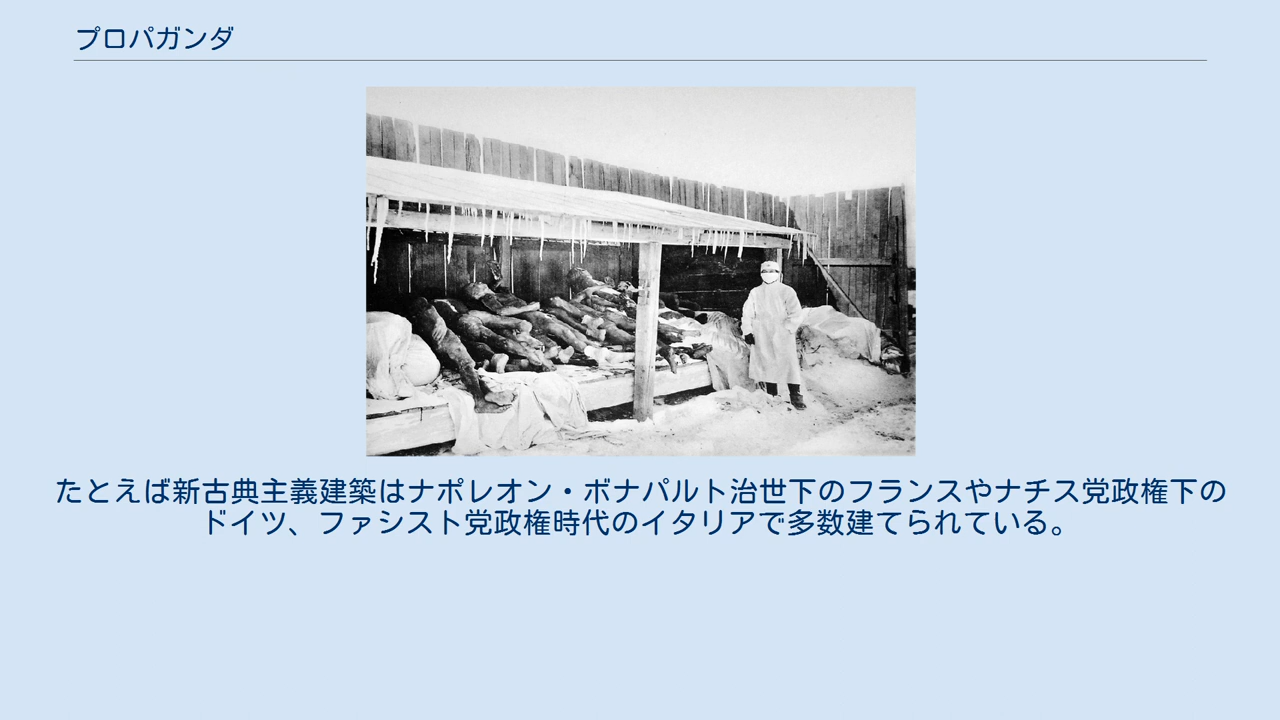 プロパガンダ
たとえば新古典主義建築はナポレオン・ボナパルト治世下のフランスやナチス党政権下の
ドイツ、ファシスト党政権時代のイタリアで多数建てられている。